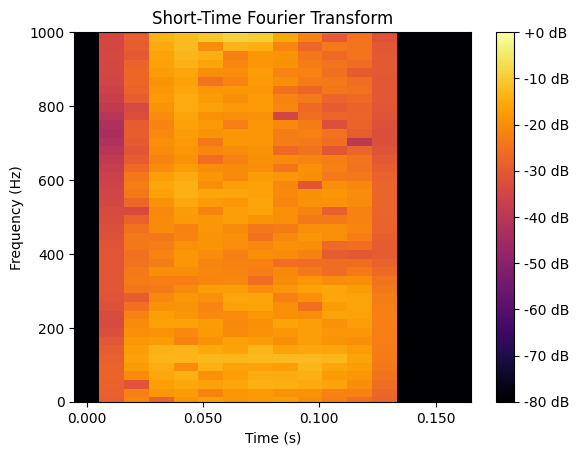 Short-Time Fourier Transform
1000
800
600
400
200
0
Frequency (Hz)
0.000
0.050
0.100
0.150
Time (s)
+0 dB
-10 dB
-20 dB
-30 dB
-40 dB
-50 dB
-60 dB
-70 dB
-80 dB